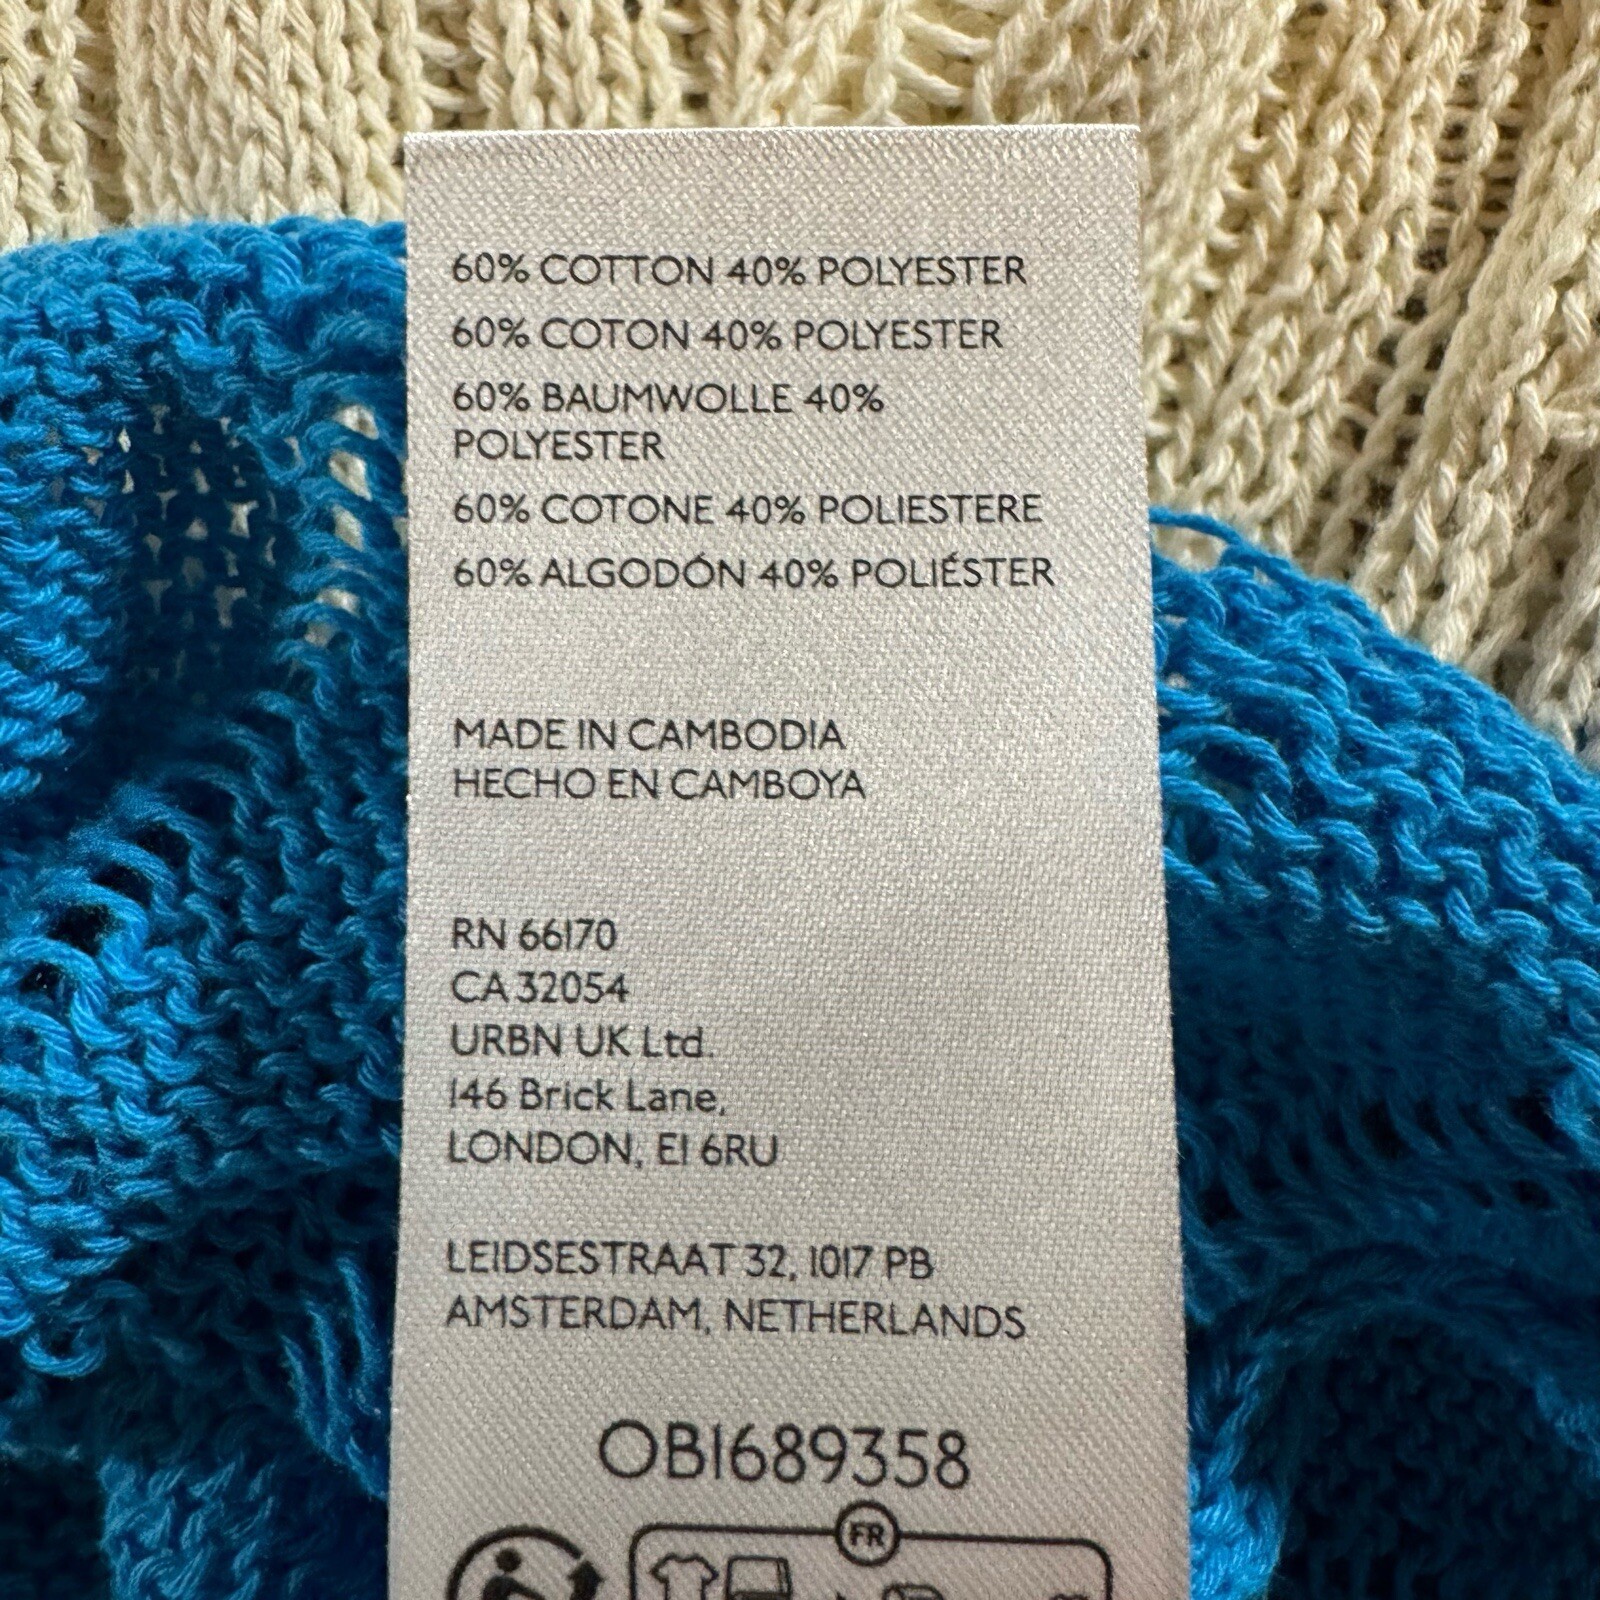 60% COTTON 40% POLYESTER
60% COTON 40% POLYESTER
60% BAUMWOLLE 40%
POLYESTER
60% COTONE 40% POLIESTERE
60% ALGODÓN 40% POLIÉSTER
MADE IN CAMBODIA
HECHO EN CAMBOYA
RN 66170
CA 32054
URBN UK Ltd.
146 Brick Lane,
LONDON, E1 6RU
LEIDSESTRAAT 32, 1017 PB
AMSTERDAM, NETHERLANDS
OB1689358
FR